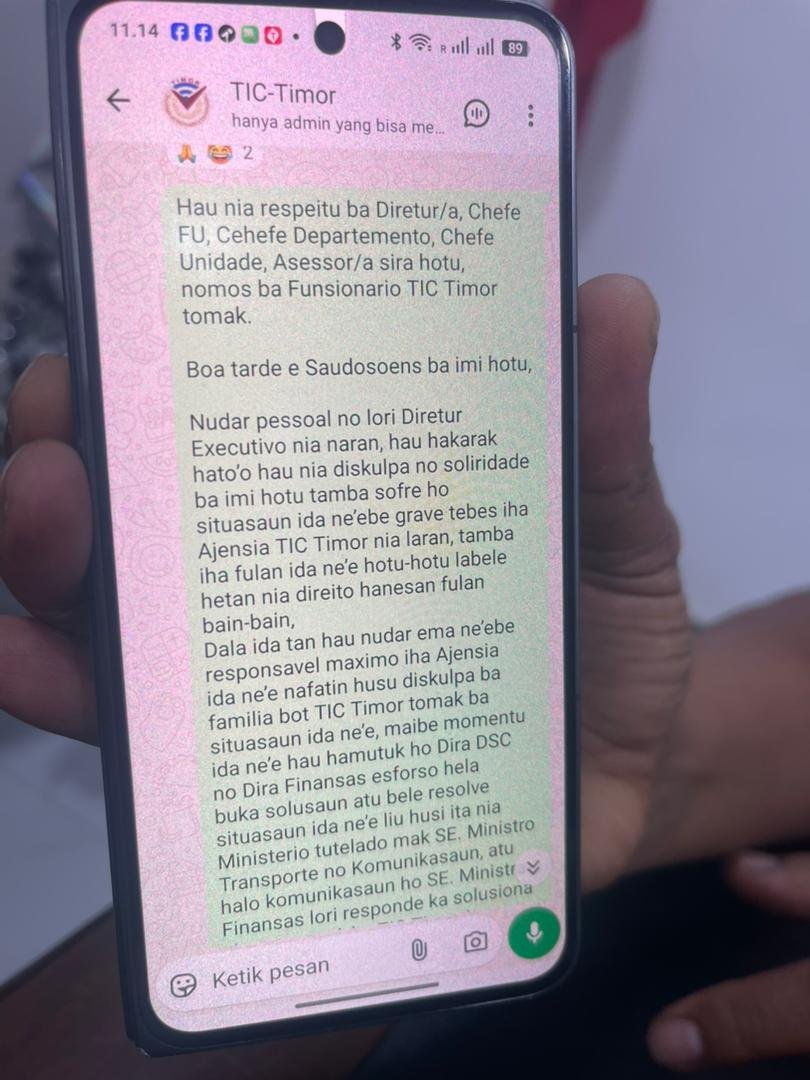 11.14
R
89
TIMOR
TIC-Timor
hanya admin yang bisa me...
2
Hau nia respeitu ba Diretur/a, Chefe
FU, Cehefe Departemento, Chefe
Unidade, Asessor/a sira hotu,
nomos ba Funsionario TIC Timor
tomak.
Boa tarde e Saudosoens ba imi hotu,
Nudar pessoal no lori Diretur
Executivo nia naran, hau hakarak
hato'o hau nia diskulpa no soliridade
ba imi hotu tamba sofre ho
situasaun ida ne'ebe grave tebes iha
Ajensia TIC Timor nia laran, tamba
iha fulan ida ne'e hotu-hotu labele
hetan nia direito hanesan fulan
bain-bain,
Dala ida tan hau nudar ema ne'ebe
responsavel maximo iha Ajensia
ida ne'e nafatin husu diskulpa ba
familia bot TIC Timor tomak ba
situasaun ida ne'e, maibe momentu
ida ne'e hau hamutuk ho Dira DSC
no Dira Finansas esforso hela
buka solusaun atu bele resolve
situasaun ida ne'e liu husi ita nia
Ministerio tutelado mak SE. Ministro
Transporte no Komunikasaun, atu
halo komunikasaun ho SE. Ministr
Finansas lori responde ka solusiona
Ketik pesan